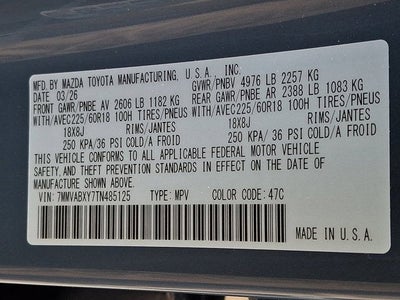 MFD. BY MAZDA TOYOTA MANUFACTURING, U.S.A., INC.
DATE 03/26 GVWR/PNBV 4976 LB 2257 KG
GAWR FR/PNBE AV 2606 LB 1182 KG GAWR RR/PNBE AR 2388 LB 1083 KG
WITH/AVEC225/60R18 100H TIRES/PNEUS WITH/AVEC225/60R18 100H TIRES/PNEUS
18X8J RIMS/JANTES 18X8J RIMS/JANTES
250 KPA/ 36 PSI COLD/A FROID 250 KPA/ 36 PSI COLD/A FROID
THIS VEHICLE CONFORMS TO ALL APPLICABLE FEDERAL MOTOR VEHICLE
SAFETY, AND THEFT PREVENTION STANDARDS IN EFFECT ON THE DATE OF
MANUFACTURE SHOWN ABOVE.
VIN: 7MMVABXY7TN485125 TYPE: MPV COLOR CODE: 47C
MADE IN U.S.A.